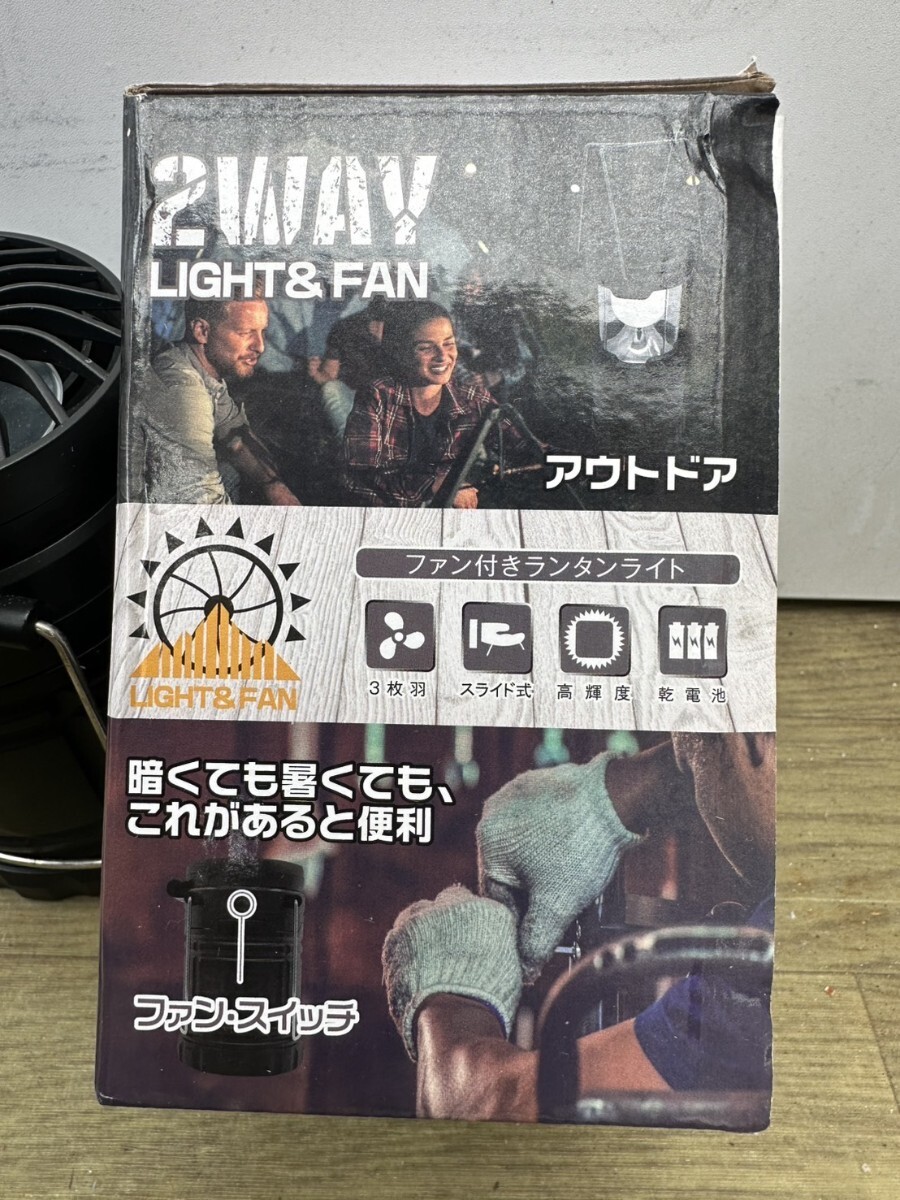 2WAY
LIGHT & FAN
アウトドア
ファン付きランタンライト
LIGHT&FAN
3枚羽
スライド式
高輝度
乾電池
暗くても暑くても、
これがあると便利
ファン・スイッチ